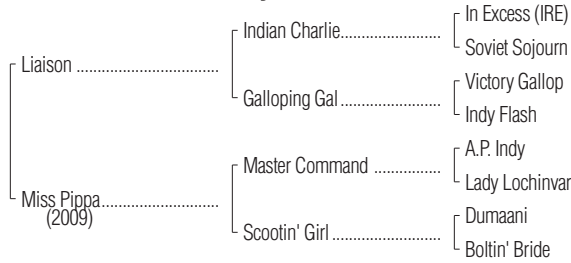 In Excess (IRE)
Indian Charlie....................
Soviet Sojourn
Liaison ..............................
Victory Gallop
Galloping Gal ....................
Indy Flash
A.P. Indy
Master Command ..............
Lady Lochinvar
Miss Pippa.........................
(2009)
Dumaani
Scootin' Girl ......................
Boltin' Bride